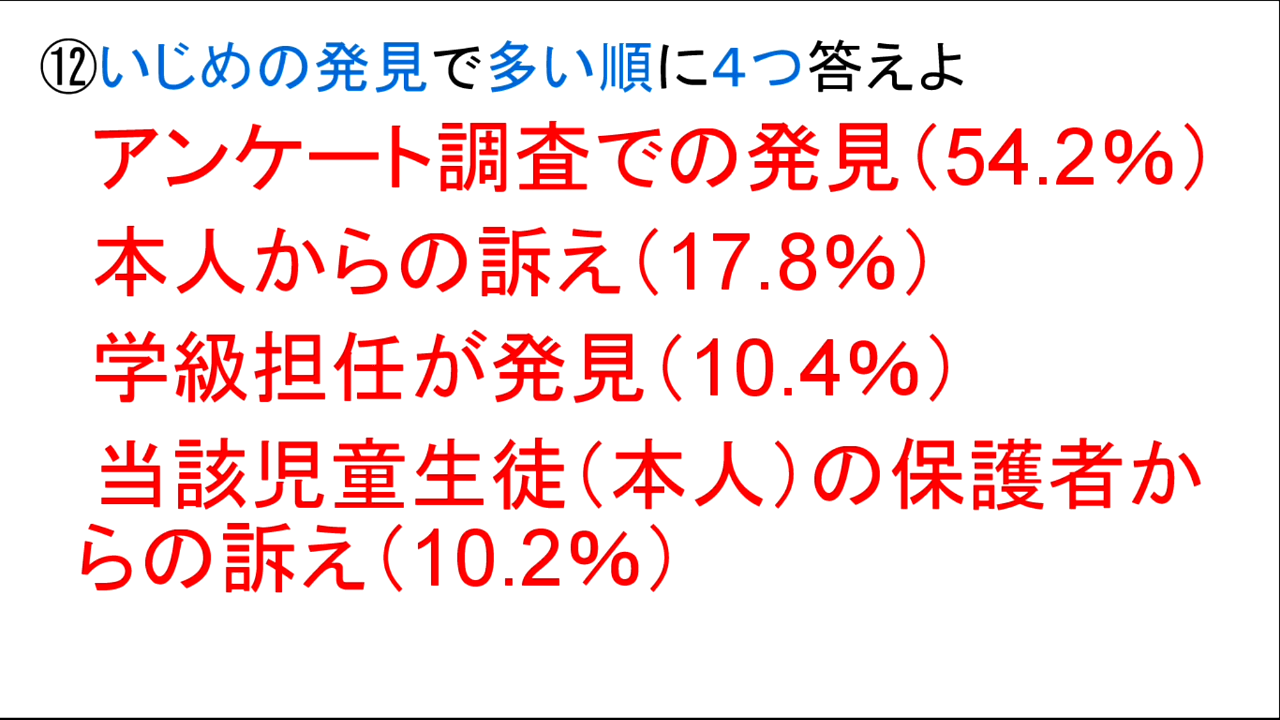 ⑫いじめの発見で多い順に４つ答えよ
アンケート調査での発見（54.2%）
本人からの訴え（17.8%）
学級担任が発見（10.4%）
当該児童生徒（本人）の保護者か
らの訴え（10.2%）